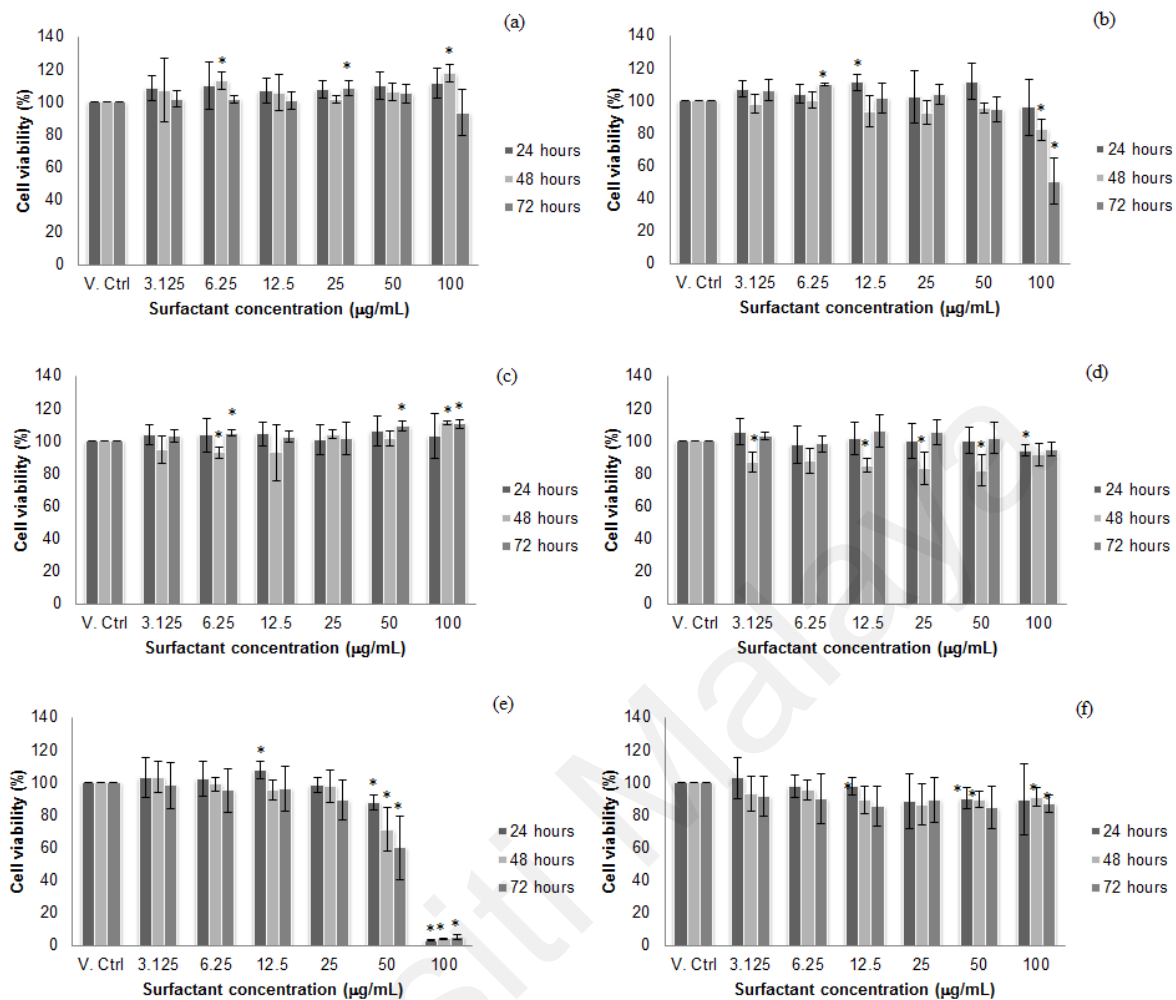 (a)
140
120
100
80
60
40
20
0
Cell viability (%)
* * *
V. Ctrl 3.125 6.25 12.5 25 50 100
Surfactant concentration (µg/mL)
24 hours
48 hours
72 hours
(b)
140
120
100
80
60
40
20
0
Cell viability (%)
* * * *
V. Ctrl 3.125 6.25 12.5 25 50 100
Surfactant concentration (µg/mL)
24 hours
48 hours
72 hours
(c)
140
120
100
80
60
40
20
0
Cell viability (%)
* * * * *
V. Ctrl 3.125 6.25 12.5 25 50 100
Surfactant concentration (µg/mL)
24 hours
48 hours
72 hours
(d)
140
120
100
80
60
40
20
0
Cell viability (%)
* * * * *
V. Ctrl 3.125 6.25 12.5 25 50 100
Surfactant concentration (µg/mL)
24 hours
48 hours
72 hours
(e)
140
120
100
80
60
40
20
0
Cell viability (%)
* * * * * * *
V. Ctrl 3.125 6.25 12.5 25 50 100
Surfactant concentration (µg/mL)
24 hours
48 hours
72 hours
(f)
140
120
100
80
60
40
20
0
Cell viability (%)
* * * * *
V. Ctrl 3.125 6.25 12.5 25 50 100
Surfactant concentration (µg/mL)
24 hours
48 hours
72 hours
siti Malaya